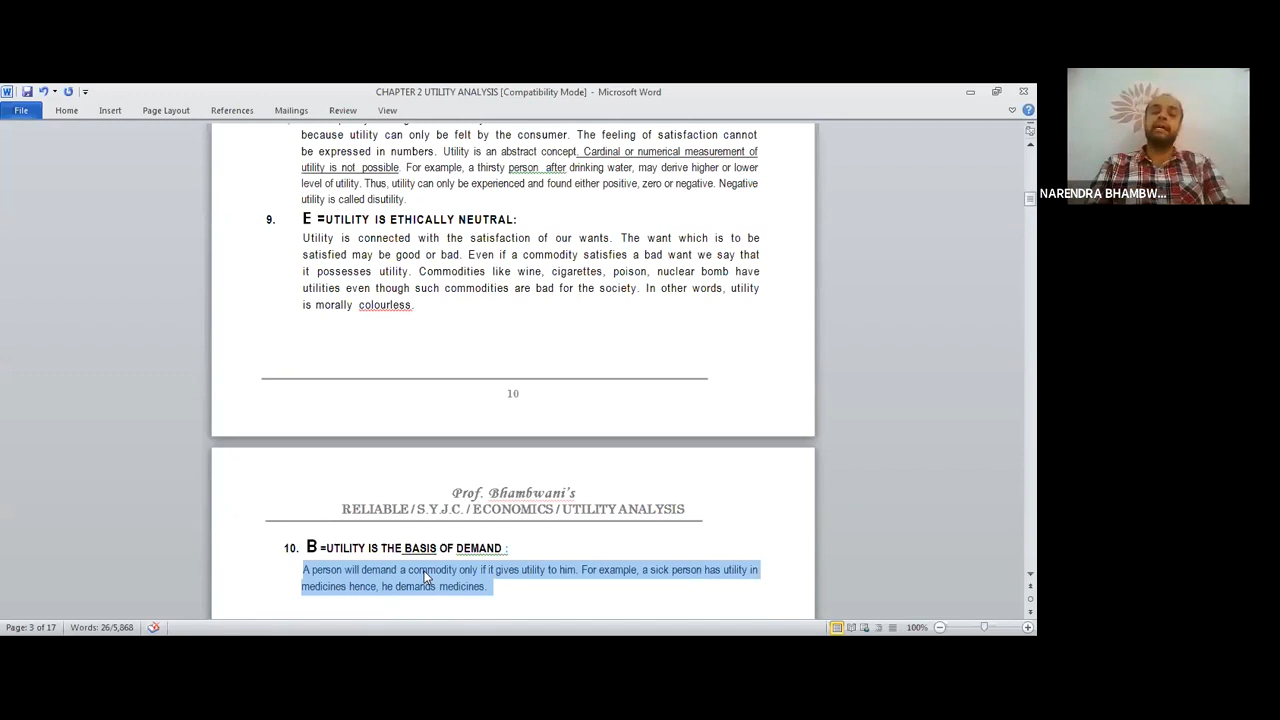 CHAPTER 2 UTILITY ANALYSIS [Compatibility Mode] - Microsoft Word
File Home Insert Page Layout References Mailings Review View
because utility can only be felt by the consumer. The feeling of satisfaction cannot
be expressed in numbers. Utility is an abstract concept. Cardinal or numerical measurement of
utility is not possible. For example, a thirsty person after drinking water, may derive higher or lower
level of utility. Thus, utility can only be experienced and found either positive, zero or negative. Negative
utility is called disutility.
9. E =UTILITY IS ETHICALLY NEUTRAL:
Utility is connected with the satisfaction of our wants. The want which is to be
satisfied may be good or bad. Even if a commodity satisfies a bad want we say that
it possesses utility. Commodities like wine, cigarettes, poison, nuclear bomb have
utilities even though such commodities are bad for the society. In other words, utility
is morally colourless.
10
Prof. Bhambwani's
RELIABLE / S.Y.J.C. / ECONOMICS / UTILITY ANALYSIS
10. B =UTILITY IS THE BASIS OF DEMAND :
A person will demand a commodity only if it gives utility to him. For example, a sick person has utility in
medicines hence, he demands medicines.
Page: 3 of 17 Words: 26/5,868 100%
NARENDRA BHAMBW...